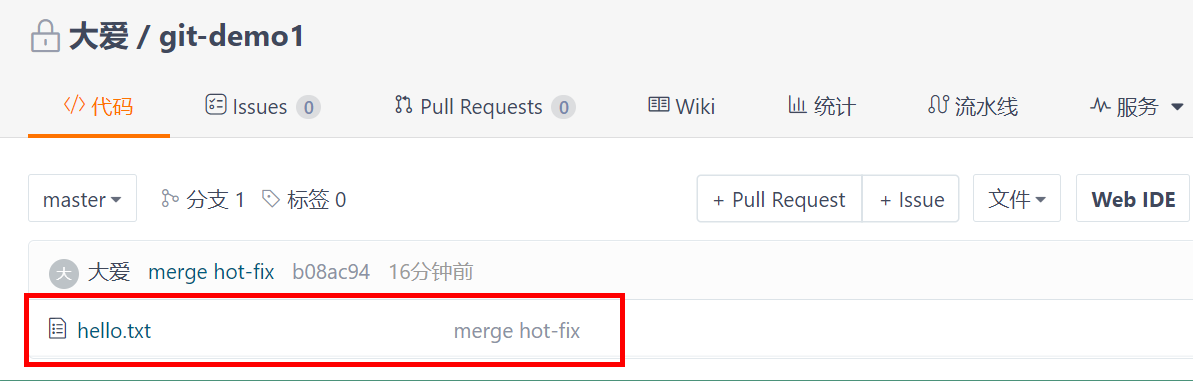 大爱 / git-demo1
代码 Issues 0 Pull Requests 0 Wiki 统计 流水线 服务
master 分支 1 标签 0 + Pull Request + Issue 文件 Web IDE
大 大爱 merge hot-fix b08ac94 16分钟前
hello.txt merge hot-fix